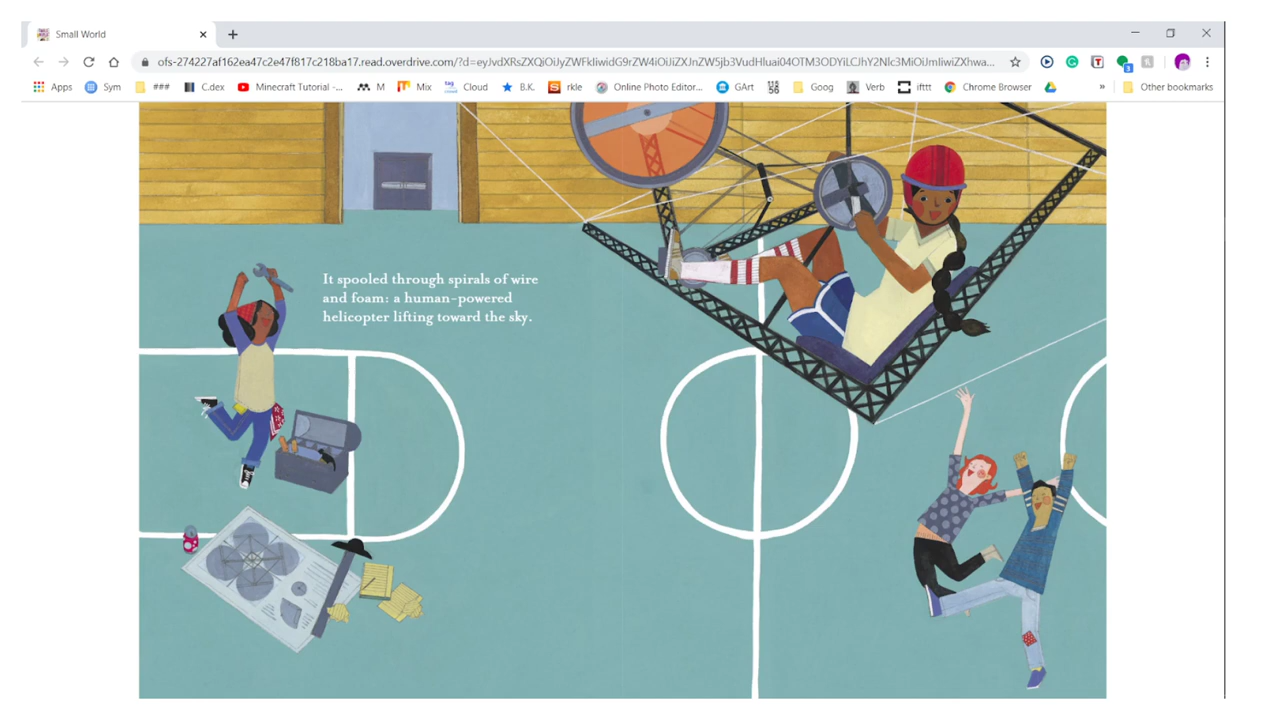 Small World
ofs-274227af162ea47c2e47f817c218ba17.read.overdrive.com/?d=
Apps Sym ### C.dex Minecraft Tutorial -... M Mix Cloud B.K. rkle Online Photo Editor... GArt Goog Verb ifttt Chrome Browser » Other bookmarks
It spooled through spirals of wire
and foam: a human-powered
helicopter lifting toward the sky.